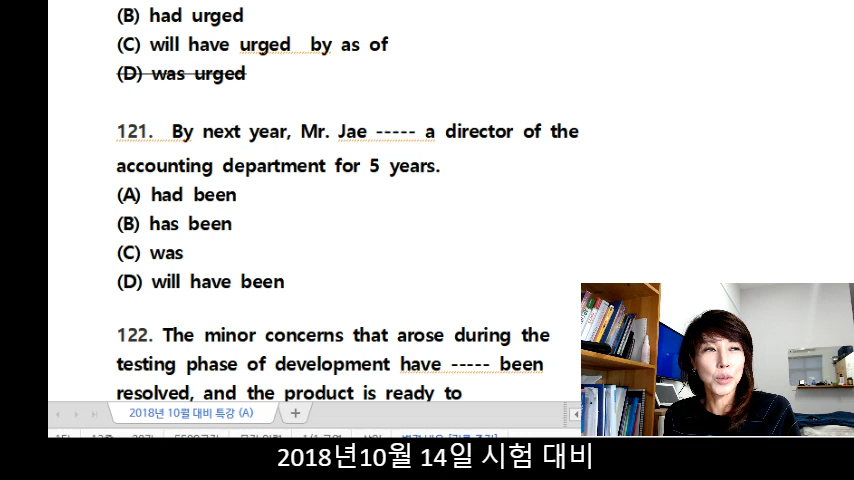 (B) had urged
(C) will have urged by as of
(D) was urged
121. By next year, Mr. Jae ----- a director of the
accounting department for 5 years.
(A) had been
(B) has been
(C) was
(D) will have been
122. The minor concerns that arose during the
testing phase of development have ----- been
resolved, and the product is ready to
2018년 10월 대비 특강 (A)
2018년10월 14일 시험 대비